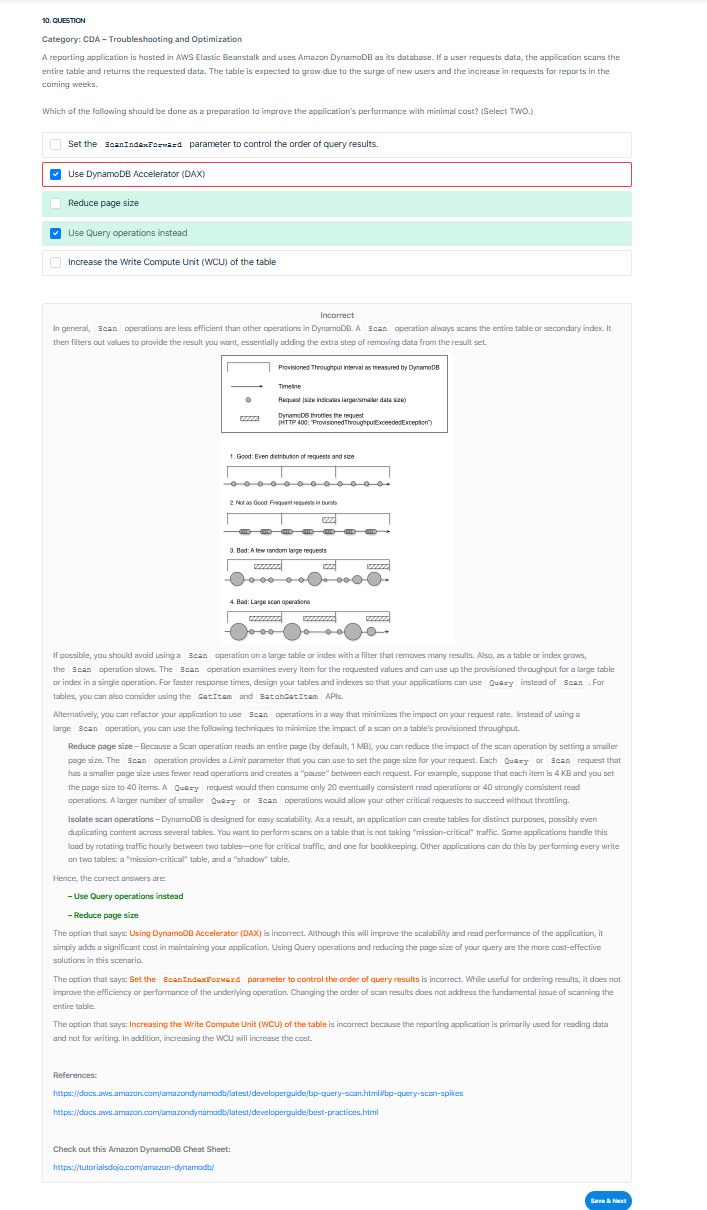 10. QUESTION
Category: CDA – Troubleshooting and Optimization
A reporting application is hosted in AWS Elastic Beanstalk and uses Amazon DynamoDB as its database. If a user requests data, the application scans the
entire table and returns the requested data. The table is expected to grow due to the surge of new users and the increase in requests for reports in the
coming weeks.
Which of the following should be done as a preparation to improve the application's performance with minimal cost? (Select TWO.)
Set the ScanIndexForward parameter to control the order of query results.
Use DynamoDB Accelerator (DAX)
Reduce page size
Use Query operations instead
Increase the Write Compute Unit (WCU) of the table
Incorrect
In general, Scan operations are less efficient than other operations in DynamoDB. A Scan operation always scans the entire table or secondary index. It
then filters out values to provide the result you want, essentially adding the extra step of removing data from the result set.
Provisioned Throughput interval as measured by DynamoDB
Timeline
Request (size indicates larger/smaller data size)
DynamoDB throttles the request
(HTTP 400: "ProvisionedThroughputExceededException")
1. Good: Even distribution of requests and size
2. Not as Good: Frequent requests in bursts
3. Bad: A few random large requests
4. Bad: Large scan operations
If possible, you should avoid using a Scan operation on a large table or index with a filter that removes many results. Also, as a table or index grows,
the Scan operation slows. The Scan operation examines every item for the requested values and can use up the provisioned throughput for a large table
or index in a single operation. For faster response times, design your tables and indexes so that your applications can use Query instead of Scan . For
tables, you can also consider using the GetItem and BatchGetItem APIs.
Alternatively, you can refactor your application to use Scan operations in a way that minimizes the impact on your request rate. Instead of using a
large Scan operation, you can use the following techniques to minimize the impact of a scan on a table's provisioned throughput.
Reduce page size – Because a Scan operation reads an entire page (by default, 1 MB), you can reduce the impact of the scan operation by setting a smaller
page size. The Scan operation provides a Limit parameter that you can use to set the page size for your request. Each Query or Scan request that
has a smaller page size uses fewer read operations and creates a "pause" between each request. For example, suppose that each item is 4 KB and you set
the page size to 40 items. A Query request would then consume only 20 eventually consistent read operations or 40 strongly consistent read
operations. A larger number of smaller Query or Scan operations would allow your other critical requests to succeed without throttling.
Isolate scan operations – DynamoDB is designed for easy scalability. As a result, an application can create tables for distinct purposes, possibly even
duplicating content across several tables. You want to perform scans on a table that is not taking "mission-critical" traffic. Some applications handle this
load by rotating traffic hourly between two tables—one for critical traffic, and one for bookkeeping. Other applications can do this by performing every write
on two tables: a "mission-critical" table, and a "shadow" table.
Hence, the correct answers are:
– Use Query operations instead
– Reduce page size
The option that says: Using DynamoDB Accelerator (DAX) is incorrect. Although this will improve the scalability and read performance of the application, it
simply adds a significant cost in maintaining your application. Using Query operations and reducing the page size of your query are the more cost-effective
solutions in this scenario.
The option that says: Set the ScanIndexForward parameter to control the order of query results is incorrect. While useful for ordering results, it does not
improve the efficiency or performance of the underlying operation. Changing the order of scan results does not address the fundamental issue of scanning the
entire table.
The option that says: Increasing the Write Compute Unit (WCU) of the table is incorrect because the reporting application is primarily used for reading data
and not for writing. In addition, increasing the WCU will increase the cost.
References:
https://docs.aws.amazon.com/amazondynamodb/latest/developerguide/bp-query-scan.html#bp-query-scan-spikes
https://docs.aws.amazon.com/amazondynamodb/latest/developerguide/best-practices.html
Check out this Amazon DynamoDB Cheat Sheet:
https://tutorialsdojo.com/amazon-dynamodb/
Save & Next